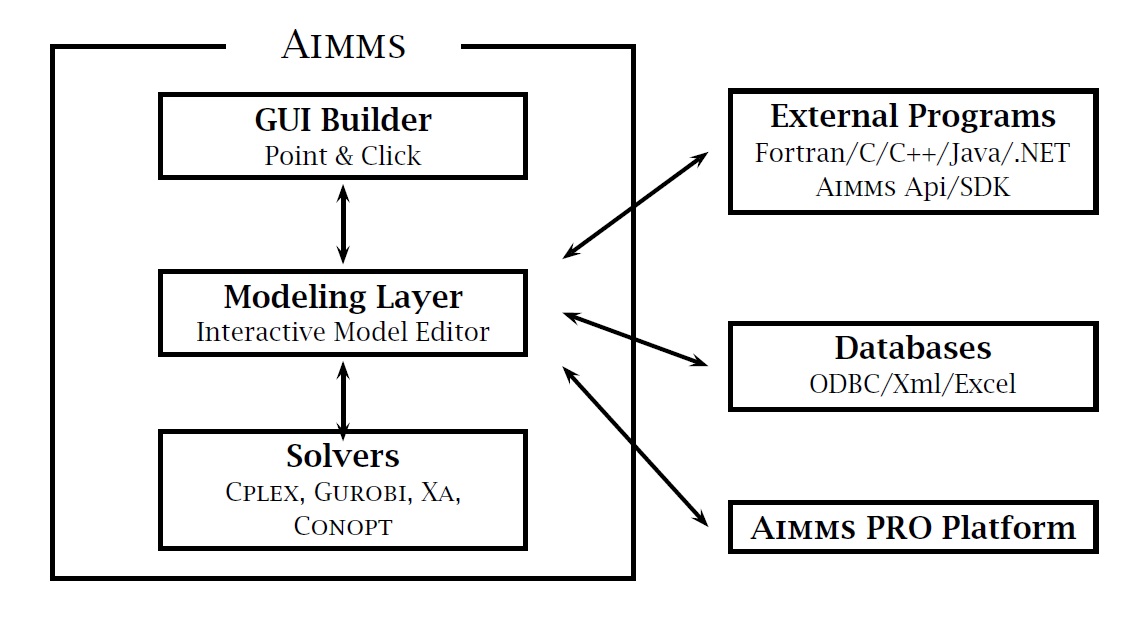 AIMMS
GUI Builder
Point & Click
Modeling Layer
Interactive Model Editor
Solvers
CPLEX, GUROBI, XA,
CONOPT
External Programs
Fortran/C/C++/Java/.NET
AIMMS Api/SDK
Databases
ODBC/Xml/Excel
AIMMS PRO Platform